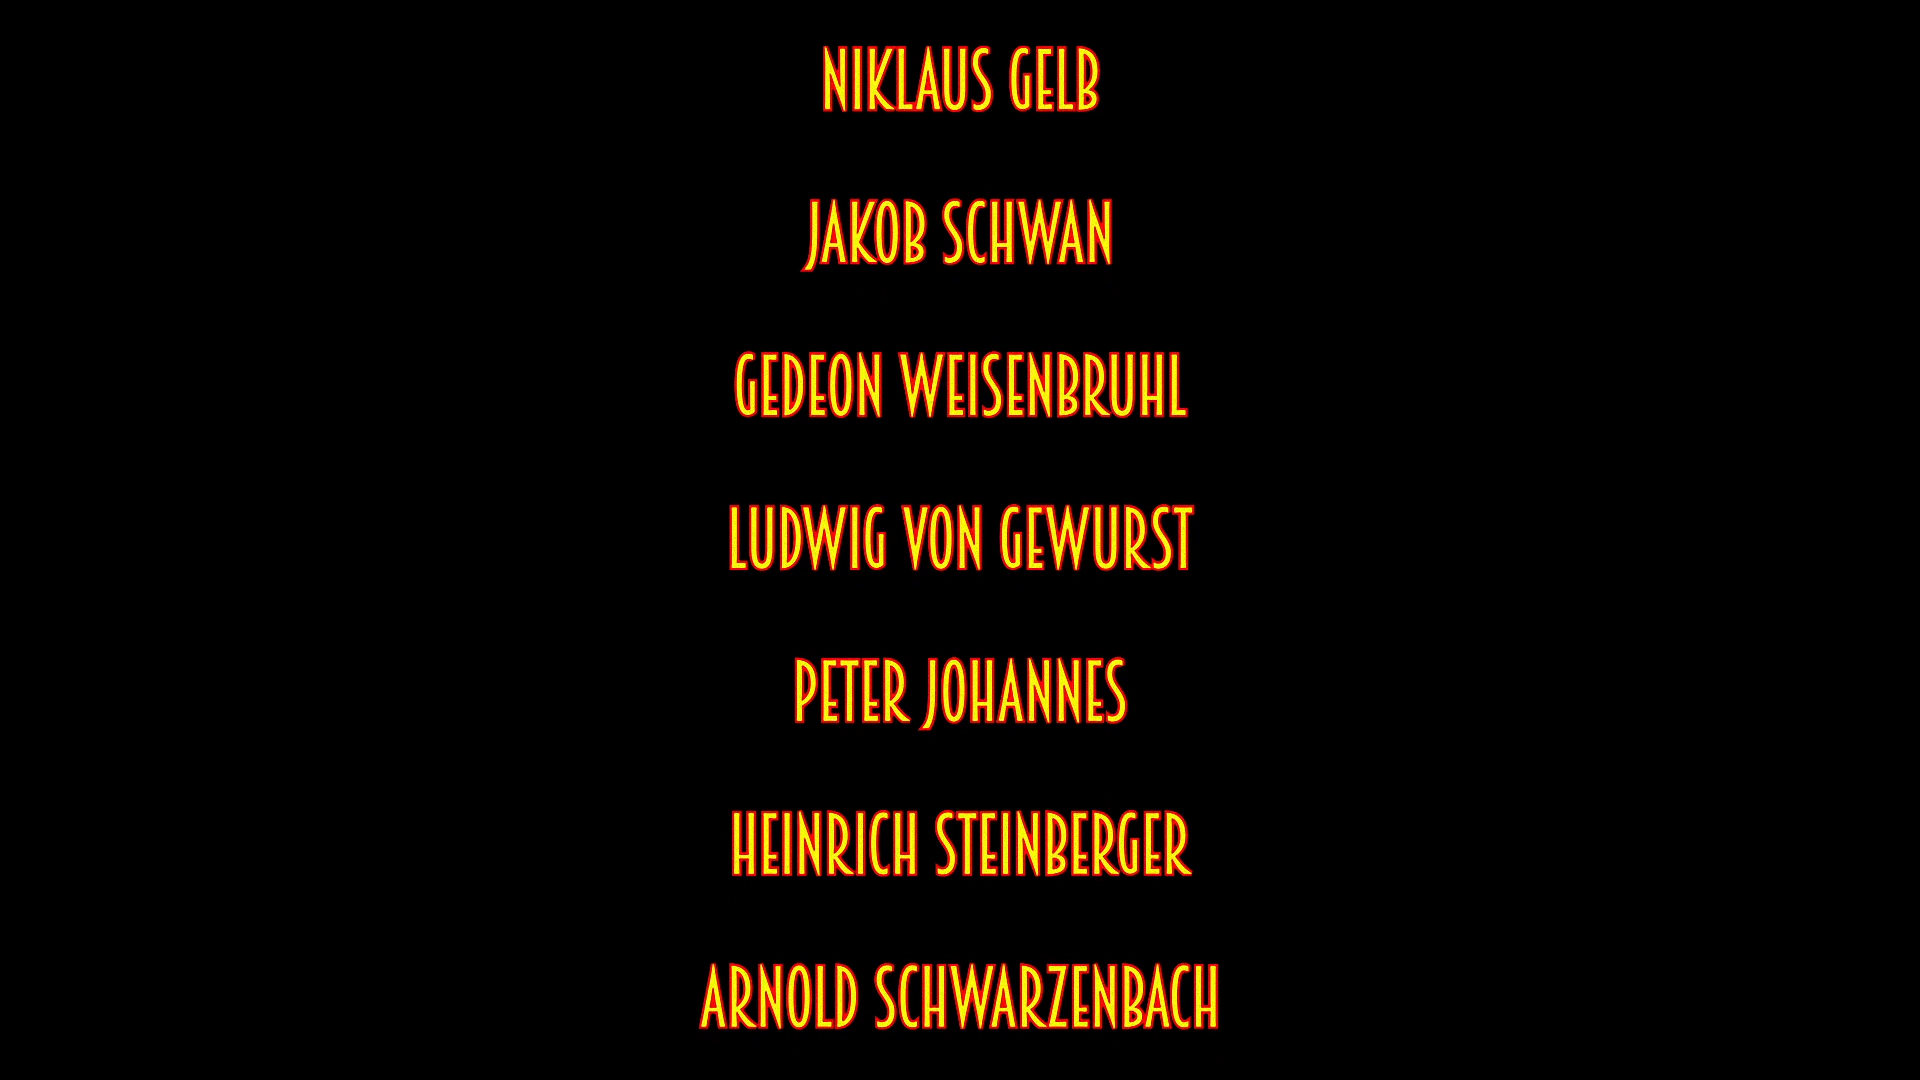 NIKLAUS GELB
JAKOB SCHWAN
GEDEON WEISENBRUHL
LUDWIG VON GEWURST
PETER JOHANNES
HEINRICH STEINBERGER
ARNOLD SCHWARZENBACH